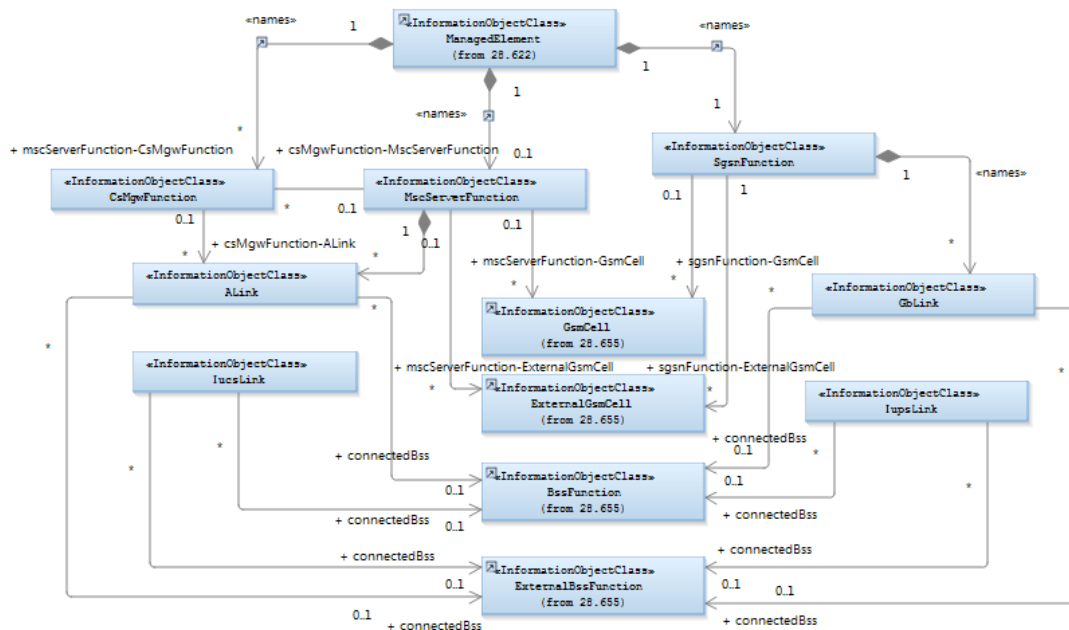 «names»
1
«InformationObjectClass»
ManagedElement
(from 28.622)
«names»
1
1
«names»
*
1
+ mscServerFunction-CsMgwFunction
+ csMgwFunction-MscServerFunction
0..1
«InformationObjectClass»
SgsnFunction
«InformationObjectClass»
CsMgwFunction
«InformationObjectClass»
MscServerFunction
0..1
1
1
«names»
0..1
*
0..1
1
0..1
0..1
*
+ csMgwFunction-ALink
*
*
+ mscServerFunction-GsmCell
+ sgsnFunction-GsmCell
*
*
*
«InformationObjectClass»
ALink
«InformationObjectClass»
GbLink
*
*
«InformationObjectClass»
GsmCell
(from 28.655)
*
«InformationObjectClass»
IucsLink
+ mscServerFunction-ExternalGsmCell
+ sgsnFunction-ExternalGsmCell
*
*
*
«InformationObjectClass»
ExternalGsmCell
(from 28.655)
«InformationObjectClass»
IupsLink
+ connectedBss
*
*
+ connectedBss
0..1
*
«InformationObjectClass»
BssFunction
(from 28.655)
0..1
0..1
*
+ connectedBss
0..1
+ connectedBss
+ connectedBss
+ connectedBss
«InformationObjectClass»
ExternalBssFunction
(from 28.655)
0..1
0..1
0..1
0..1
+ connectedBss
+ connectedBss